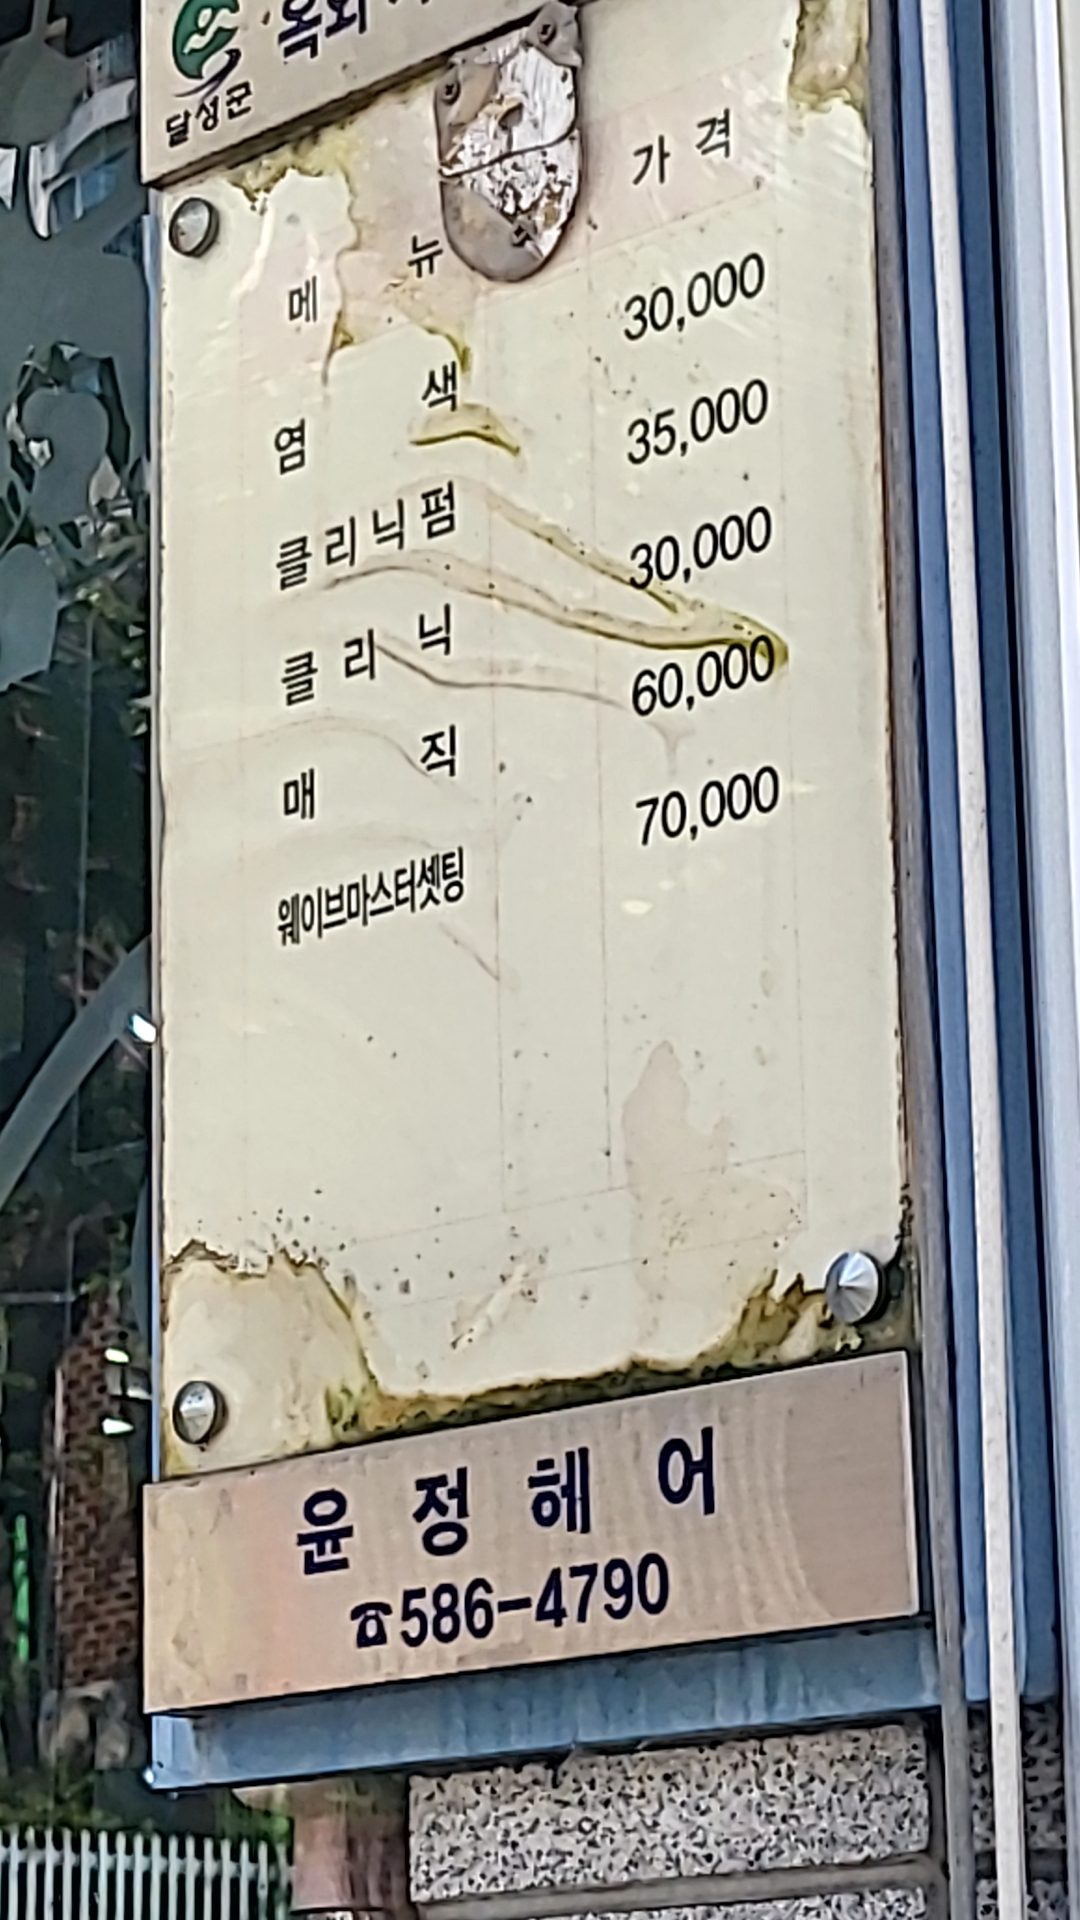 달성군
메뉴 가격
염색 30,000
클리닉펌 35,000
클리닉 30,000
매직 60,000
웨이브마스터셋팅 70,000
윤정헤어
☎586-4790